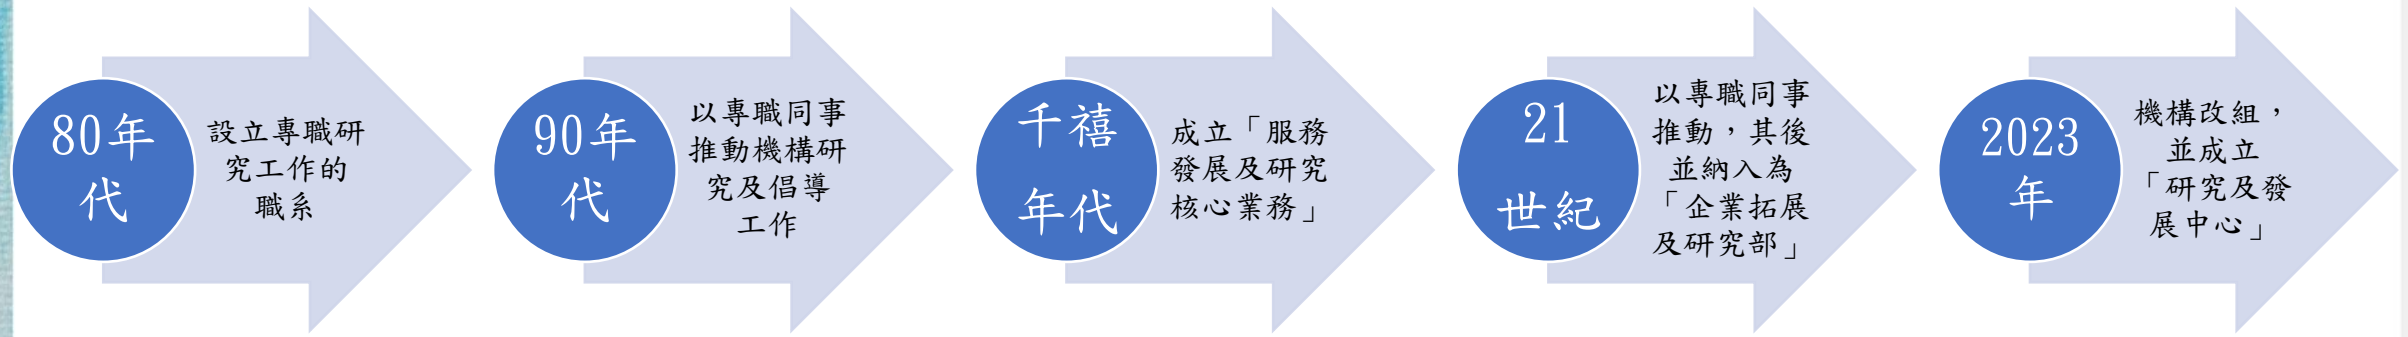 80年
代
設立專職研
究工作的
職系
90年
代
以專職同事
推動機構研
究及倡導
工作
千禧
年代
成立「服務
發展及研究
核心業務」
21
世紀
以專職同事
推動，其後
並納入為
「企業拓展
及研究部」
2023
年
機構改組，
並成立
「研究及發
展中心」